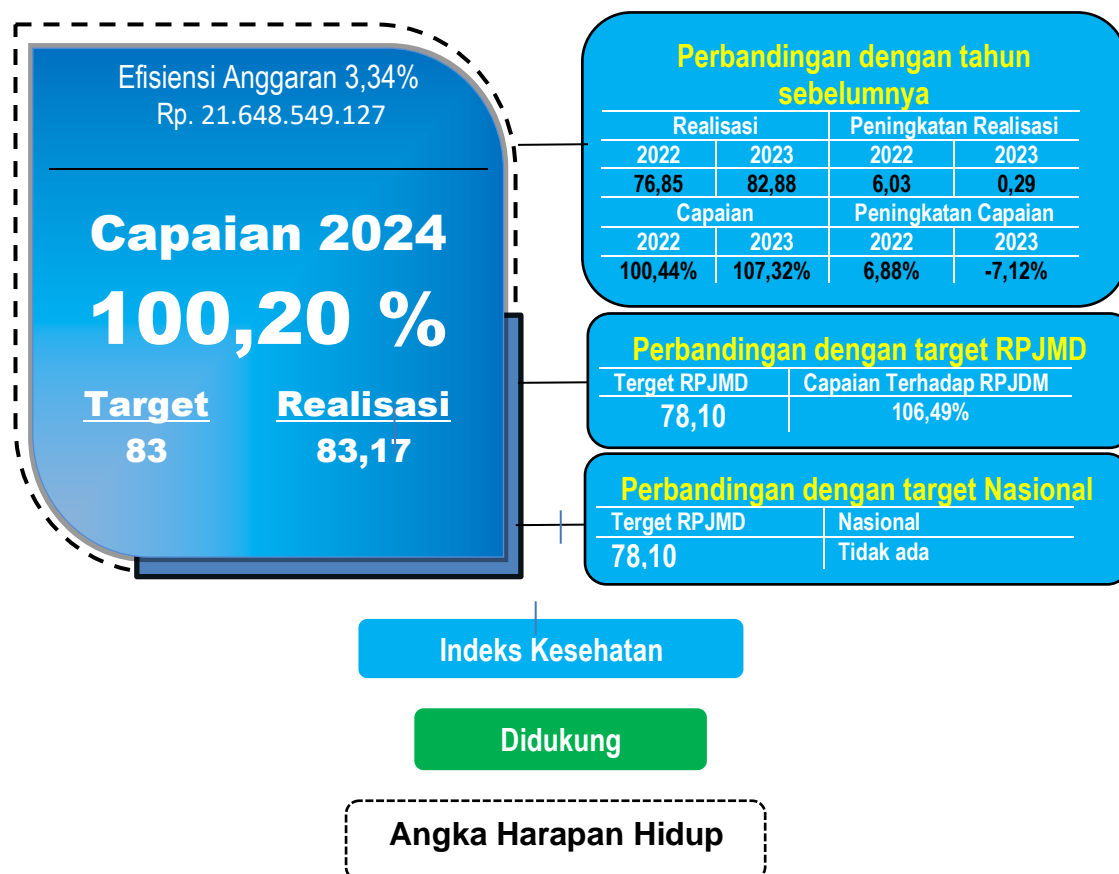 Efisiensi Anggaran 3,34%
Rp. 21.648.549.127
Capaian 2024
100,20 %
Target Realisasi
83 83,17
Perbandingan dengan tahun
sebelumnya
Realisasi Peningkatan Realisasi
2022 2023 2022 2023
76,85 82,88 6,03 0,29
Capaian Peningkatan Capaian
2022 2023 2022 2023
100,44% 107,32% 6,88% -7,12%
Perbandingan dengan target RPJMD
Terget RPJMD Capaian Terhadap RPJDM
78,10 106,49%
Perbandingan dengan target Nasional
Terget RPJMD Nasional
78,10 Tidak ada
Indeks Kesehatan
Didukung
Angka Harapan Hidup